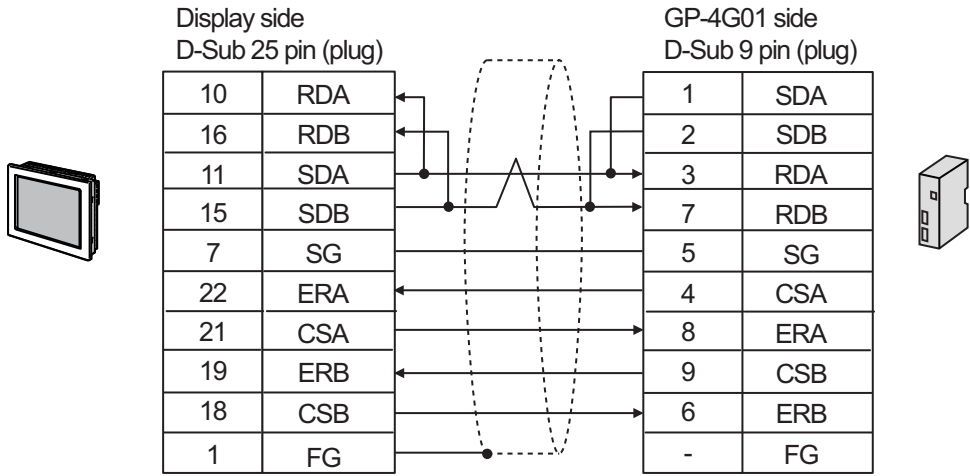 Display side
D-Sub 25 pin (plug)
GP-4G01 side
D-Sub 9 pin (plug)
10 RDA 1 SDA
16 RDB 2 SDB
11 SDA 3 RDA
15 SDB 7 RDB
7 SG 5 SG
22 ERA 4 CSA
21 CSA 8 ERA
19 ERB 9 CSB
18 CSB 6 ERB
1 FG - FG